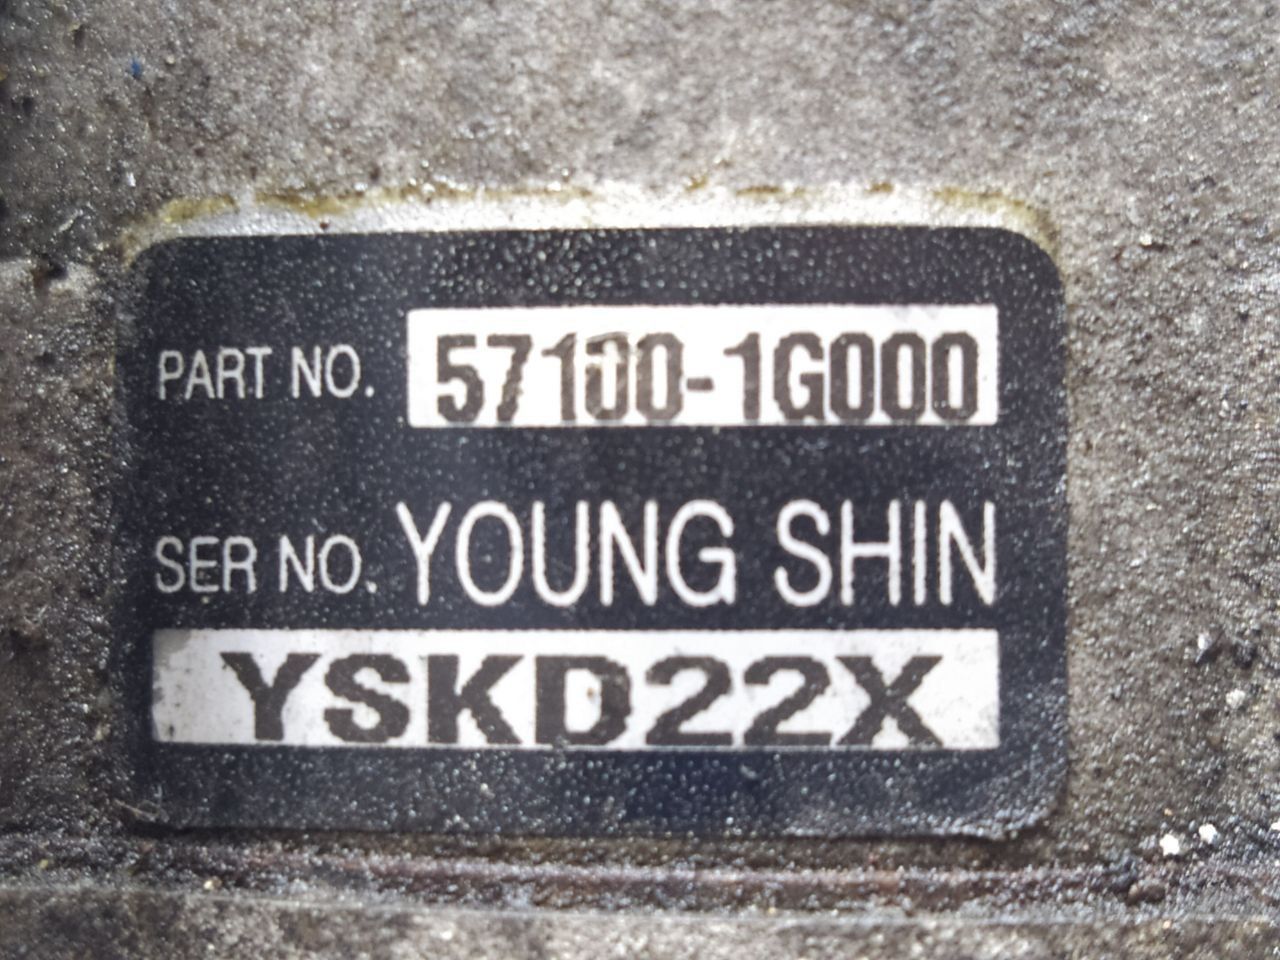 PART NO. 57100-1G000
SER NO. YOUNG SHIN
YSKD22X